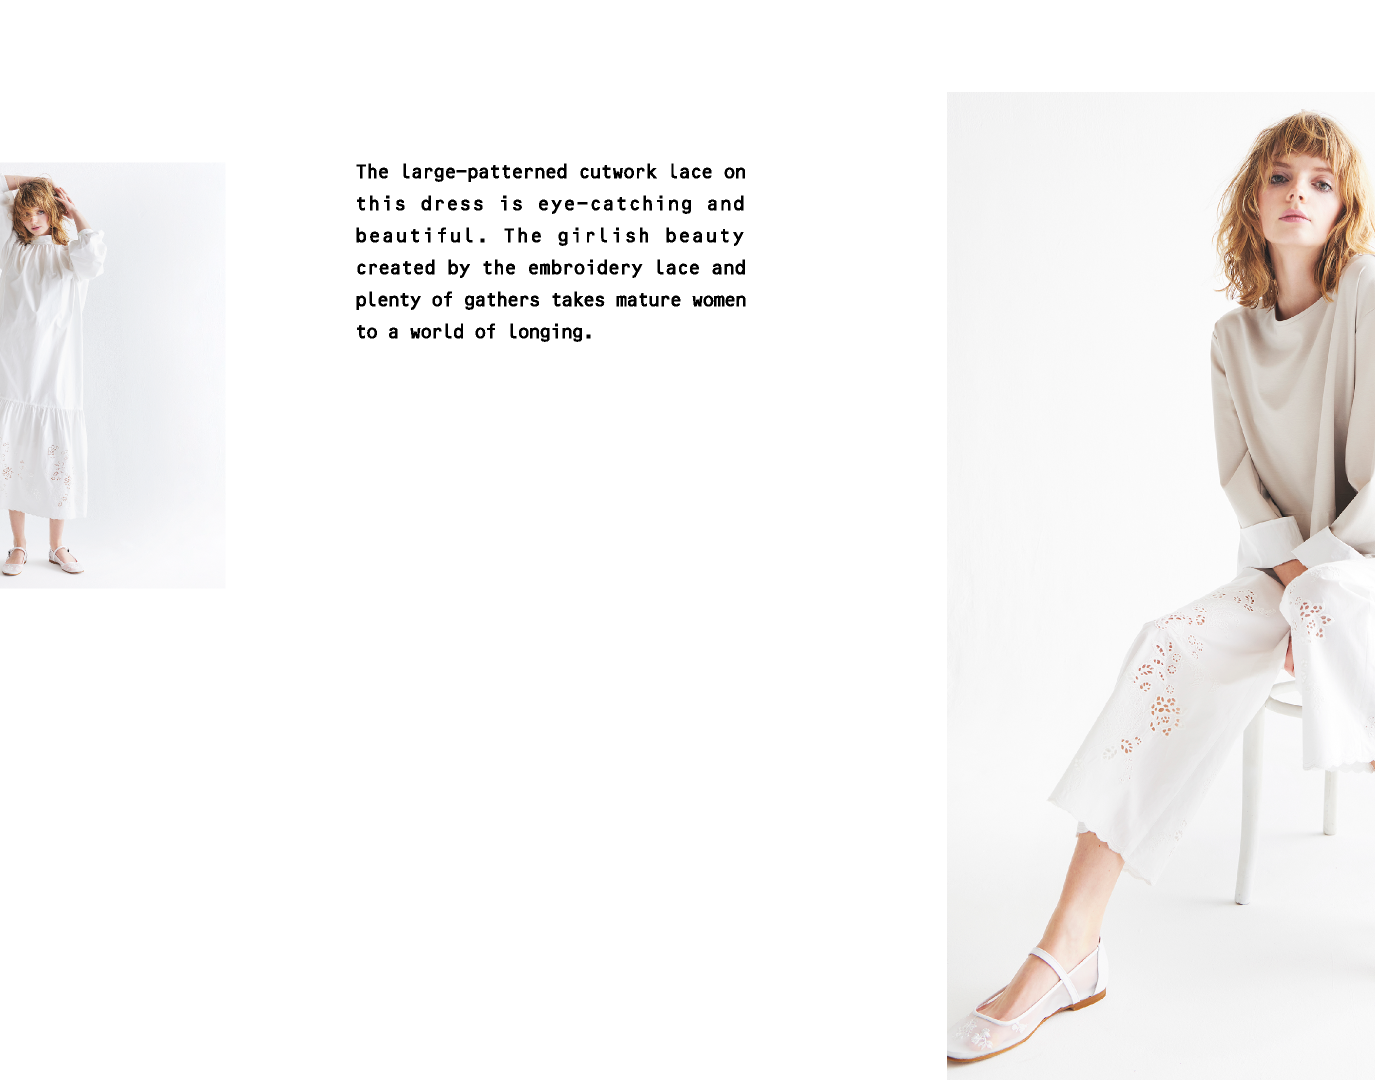 The large-patterned cutwork lace on
this dress is eye-catching and
beautiful. The girlish beauty
created by the embroidery lace and
plenty of gathers takes mature women
to a world of longing.